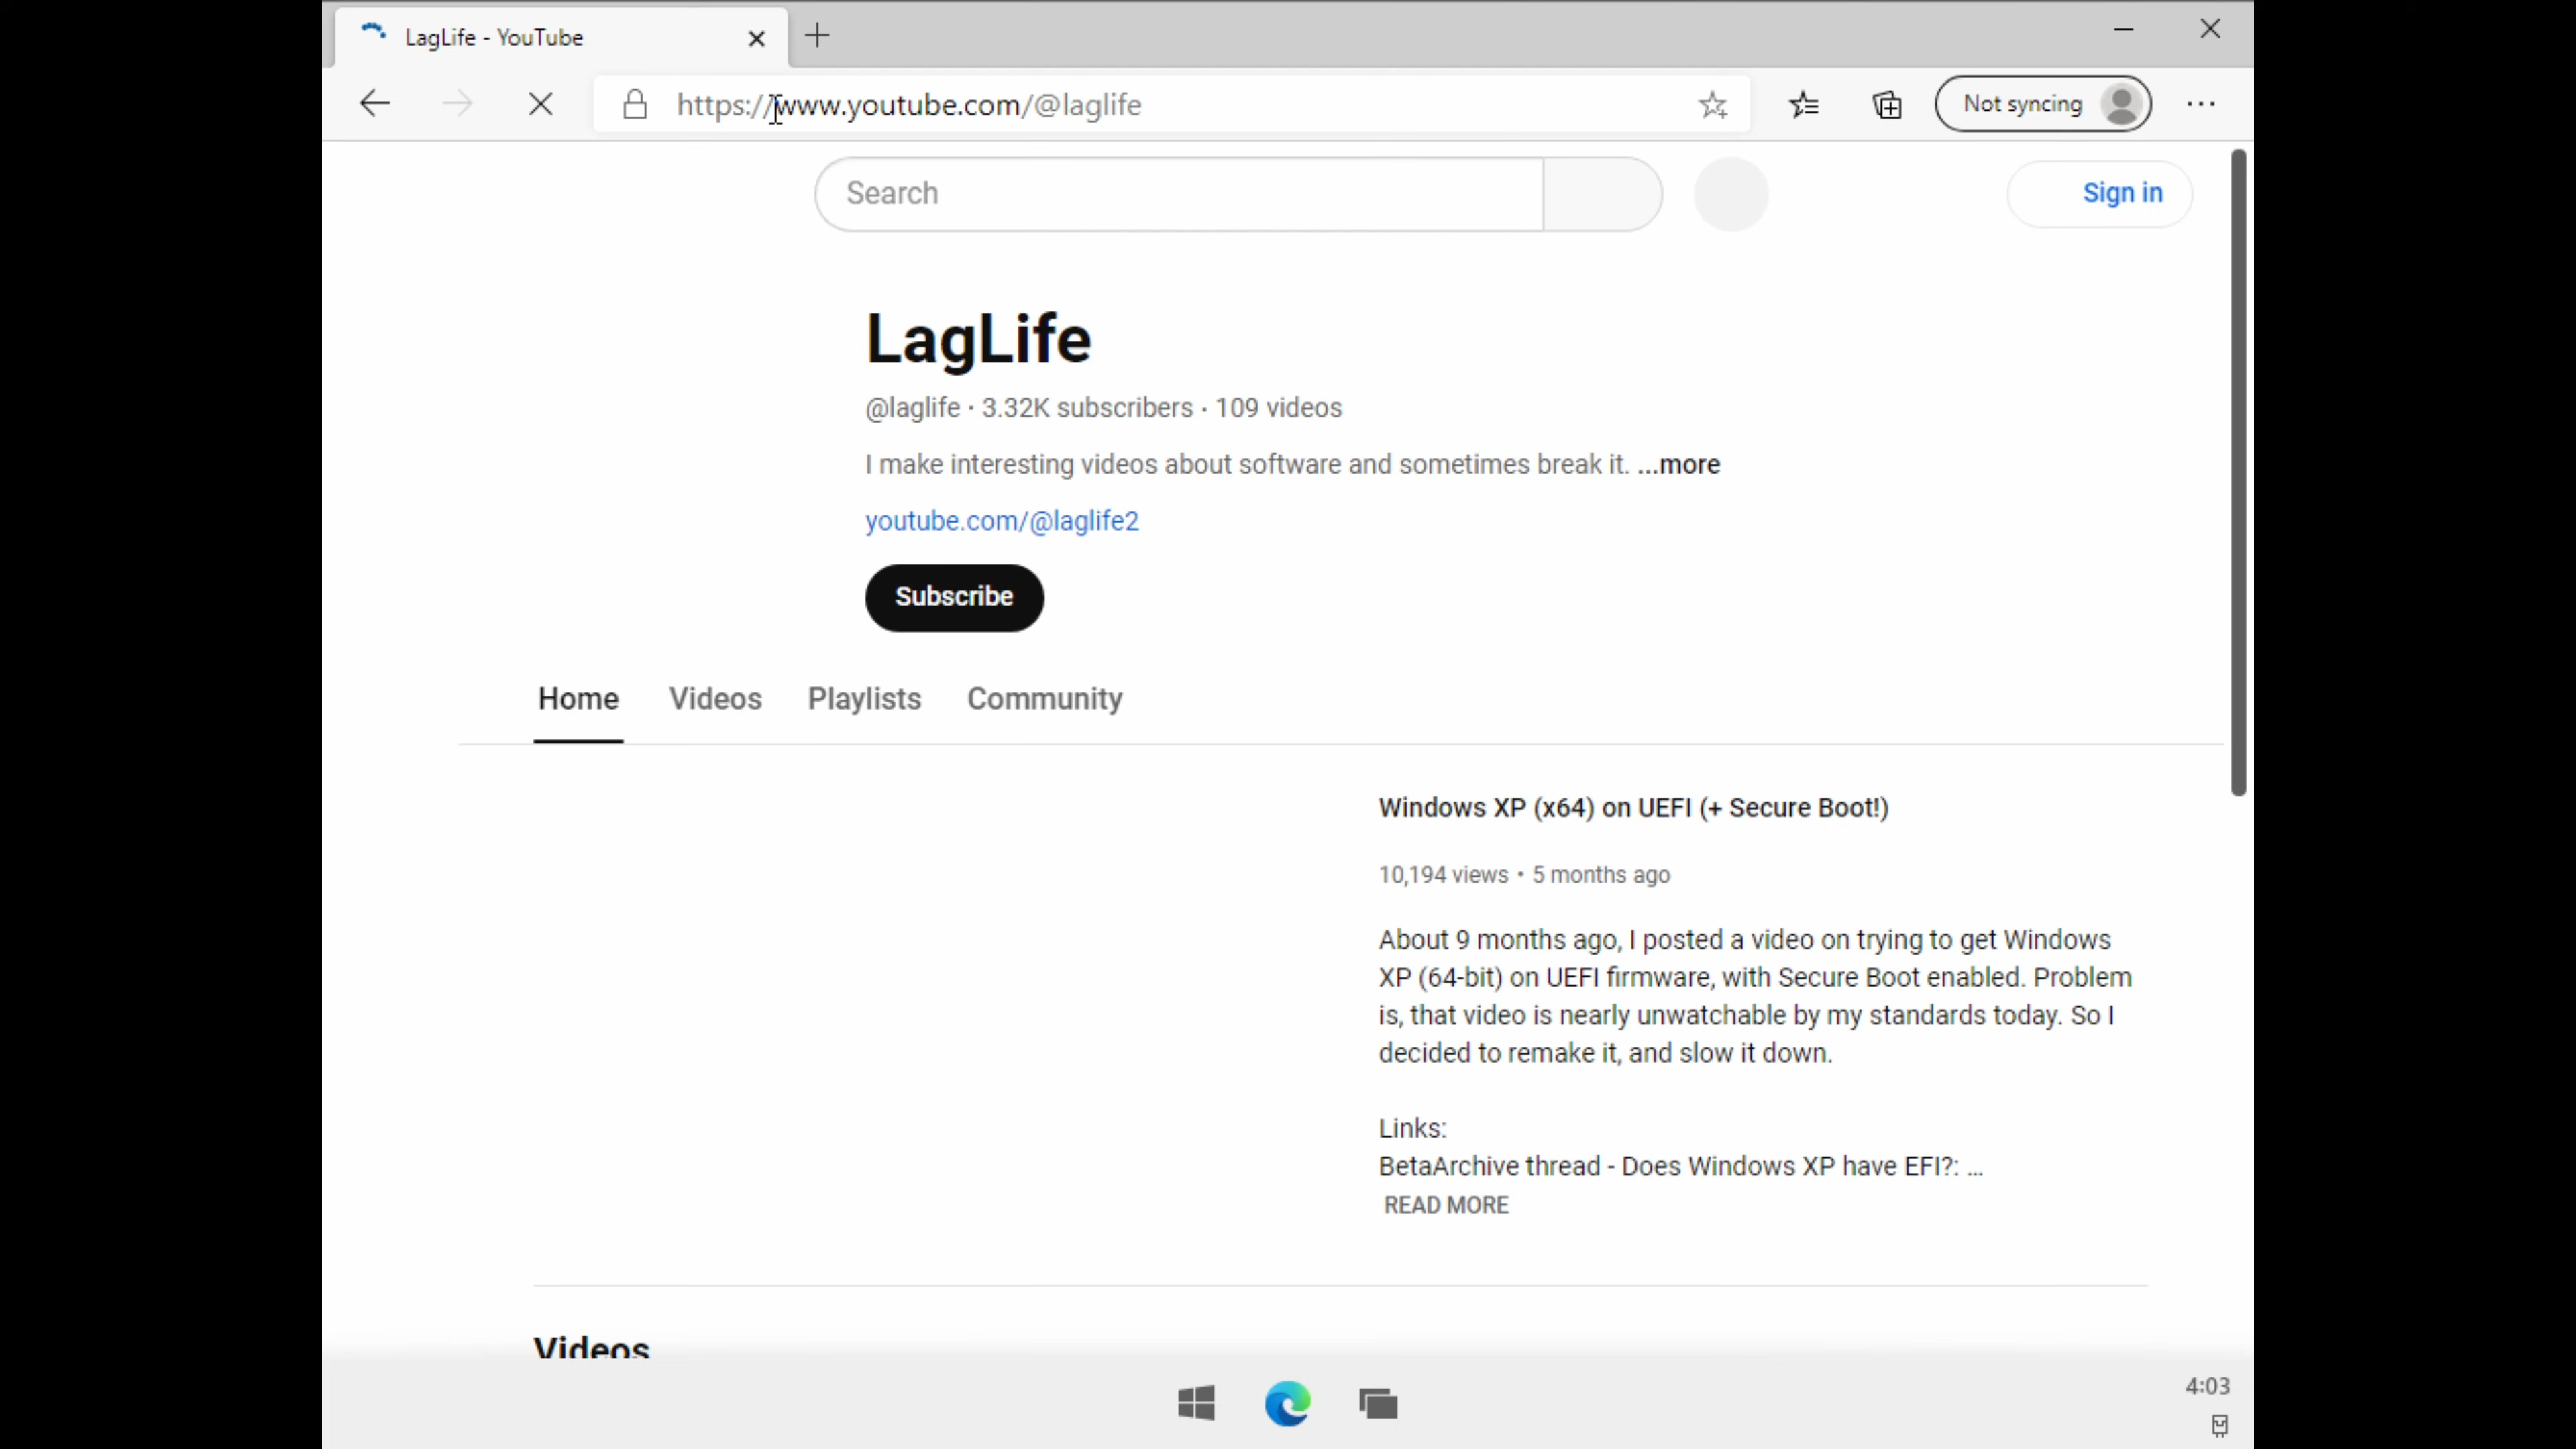 LagLife - YouTube
https://www.youtube.com/@laglife
Not syncing
Search
Sign in
LagLife
@laglife · 3.32K subscribers · 109 videos
I make interesting videos about software and sometimes break it. ...more
youtube.com/@laglife2
Subscribe
Home Videos Playlists Community
Windows XP (x64) on UEFI (+ Secure Boot!)
10,194 views • 5 months ago
About 9 months ago, I posted a video on trying to get Windows
XP (64-bit) on UEFI firmware, with Secure Boot enabled. Problem
is, that video is nearly unwatchable by my standards today. So I
decided to remake it, and slow it down.
Links:
BetaArchive thread - Does Windows XP have EFI?: ...
READ MORE
Videos
4:03